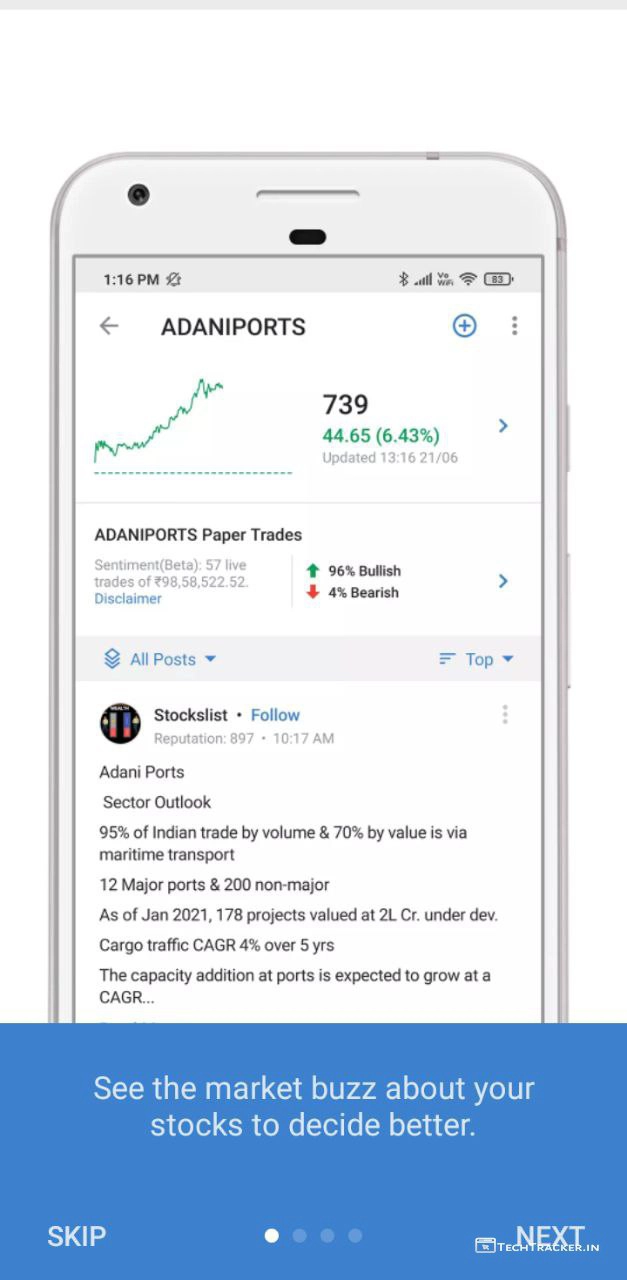 1:16 PM
Vo
WiFi
83
ADANIPORTS
739
44.65 (6.43%)
Updated 13:16 21/06
ADANIPORTS Paper Trades
Sentiment(Beta): 57 live
trades of ₹98,58,522.52.
Disclaimer
96% Bullish
4% Bearish
All Posts
Top
WEALTH
Stockslist • Follow
Reputation: 897 • 10:17 AM
Adani Ports
Sector Outlook
95% of Indian trade by volume & 70% by value is via
maritime transport
12 Major ports & 200 non-major
As of Jan 2021, 178 projects valued at 2L Cr. under dev.
Cargo traffic CAGR 4% over 5 yrs
The capacity addition at ports is expected to grow at a
CAGR...
See the market buzz about your
stocks to decide better.
SKIP
NEXT
TECHTRACKER.IN